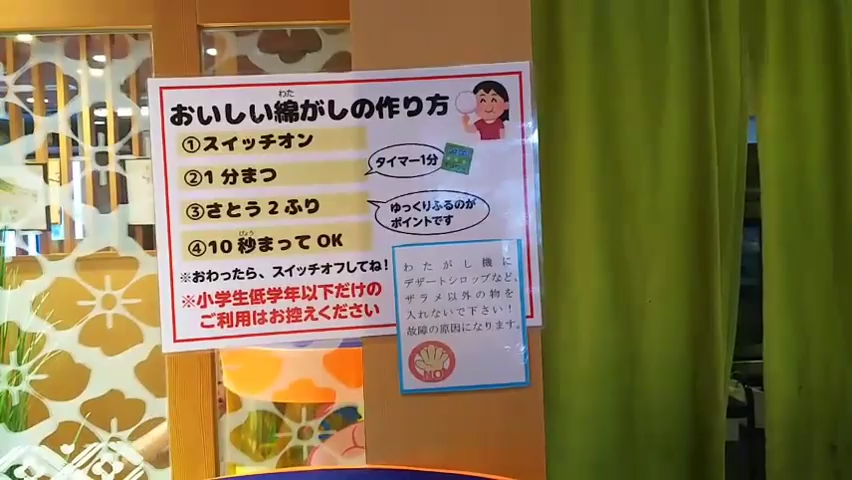 おいしい綿がしの作り方
わた
①スイッチオン
②1分まつ
タイマー1分
③さとう2ふり
ゆっくりふるのが
ポイントです
④10秒まってOK
びょう
※おわったら、スイッチオフしてね!
※小学生低学年以下だけの
ご利用はお控えください
わたがし機に
デザートシロップなど、
ザラメ以外の物を
入れないで下さい!
故障の原因になります。
NO